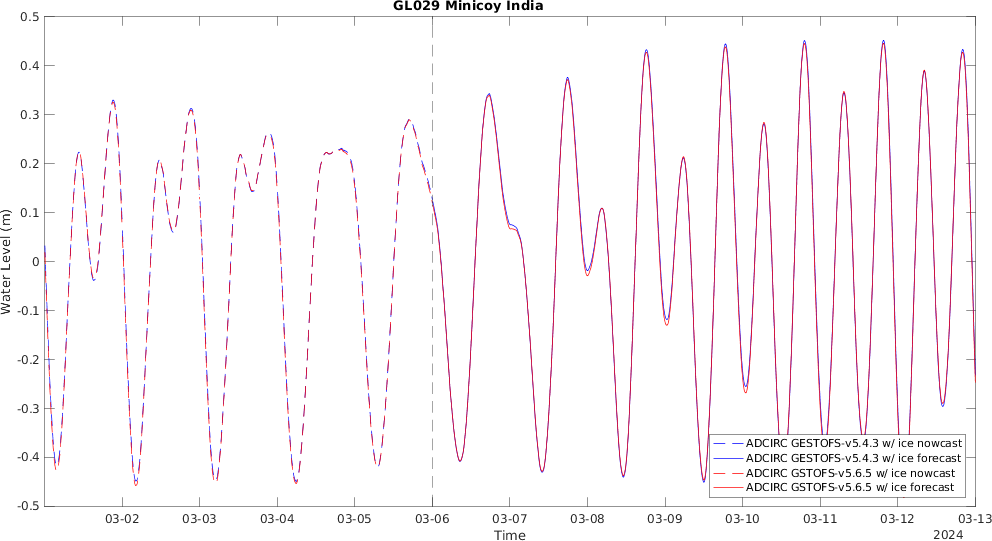 GL029 Minicoy India
Water Level (m)
0.5
0.4
0.3
0.2
0.1
0
-0.1
-0.2
-0.3
-0.4
-0.5
ADCIRC GESTOFS-v5.4.3 w/ ice nowcast
ADCIRC GESTOFS-v5.4.3 w/ ice forecast
ADCIRC GSTOFS-v5.6.5 w/ ice nowcast
ADCIRC GSTOFS-v5.6.5 w/ ice forecast
03-02 03-03 03-04 03-05 03-06 03-07 03-08 03-09 03-10 03-11 03-12 03-13
Time
2024